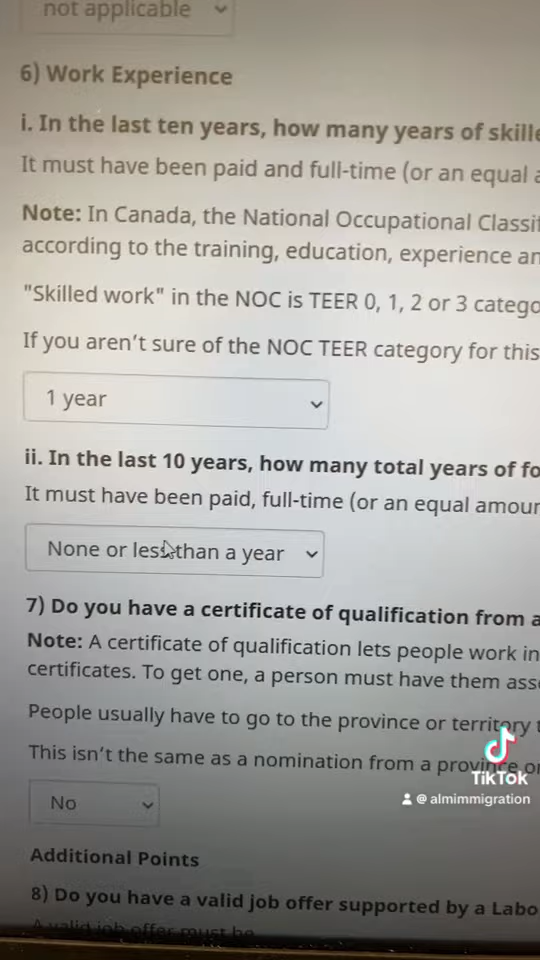 not applicable
6) Work Experience
i. In the last ten years, how many years of skille
It must have been paid and full-time (or an equal a
Note: In Canada, the National Occupational Classif
according to the training, education, experience an
"Skilled work" in the NOC is TEER 0, 1, 2 or 3 catego
If you aren't sure of the NOC TEER category for this
1 year
ii. In the last 10 years, how many total years of fo
It must have been paid, full-time (or an equal amour
None or less than a year
7) Do you have a certificate of qualification from a
Note: A certificate of qualification lets people work in
certificates. To get one, a person must have them ass
People usually have to go to the province or territory t
This isn't the same as a nomination from a province or
TikTok
@ almimmigration
No
Additional Points
8) Do you have a valid job offer supported by a Labo
A valid job offer must be